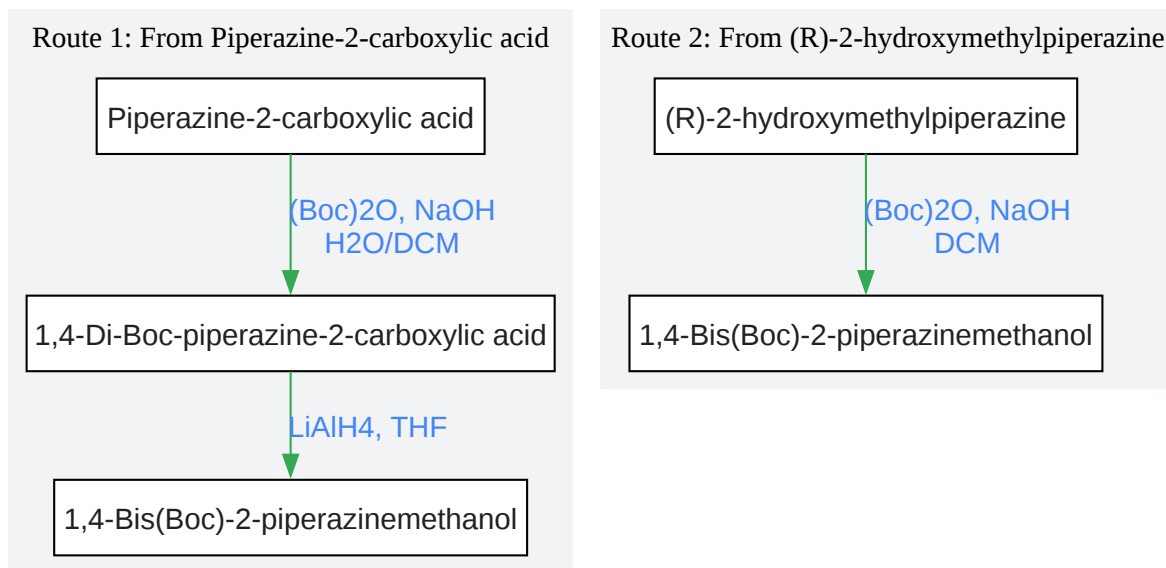 Route 1: From Piperazine-2-carboxylic acid
Piperazine-2-carboxylic acid
(Boc)2O, NaOH
H2O/DCM
1,4-Di-Boc-piperazine-2-carboxylic acid
LiAlH4, THF
1,4-Bis(Boc)-2-piperazinemethanol
Route 2: From (R)-2-hydroxymethylpiperazine
(R)-2-hydroxymethylpiperazine
(Boc)2O, NaOH
DCM
1,4-Bis(Boc)-2-piperazinemethanol